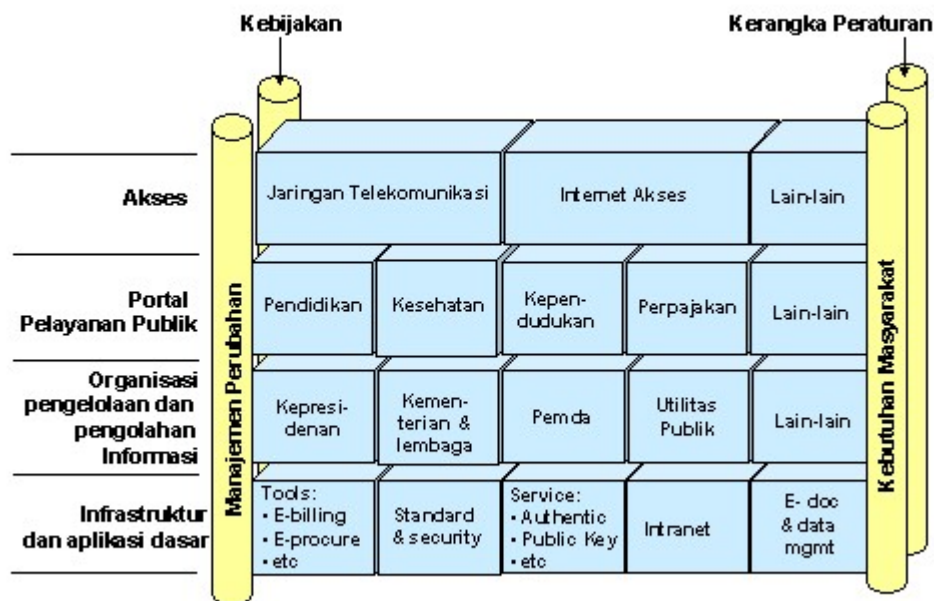 Kebijakan
Kerangka Peraturan
Manajemen Perubahan
Kebutuhan Masyarakat
Akses
Jaringan Telekomunikasi
Internet Akses
Lain-lain
Portal
Pelayanan Publik
Pendidikan
Kesehatan
Kepen-
dudukan
Perpajakan
Lain-lain
Organisasi
pengelolaan dan
pengolahan
Informasi
Kepresi-
denan
Kemen-
terian &
lembaga
Pemda
Utilitas
Publik
Lain-lain
Infrastruktur
dan aplikasi dasar
Tools:
• E-billing
• E-procure
• etc
Standard
& security
Service:
• Authentic
• Public Key
• etc
Intranet
E- doc
& data
mgmt